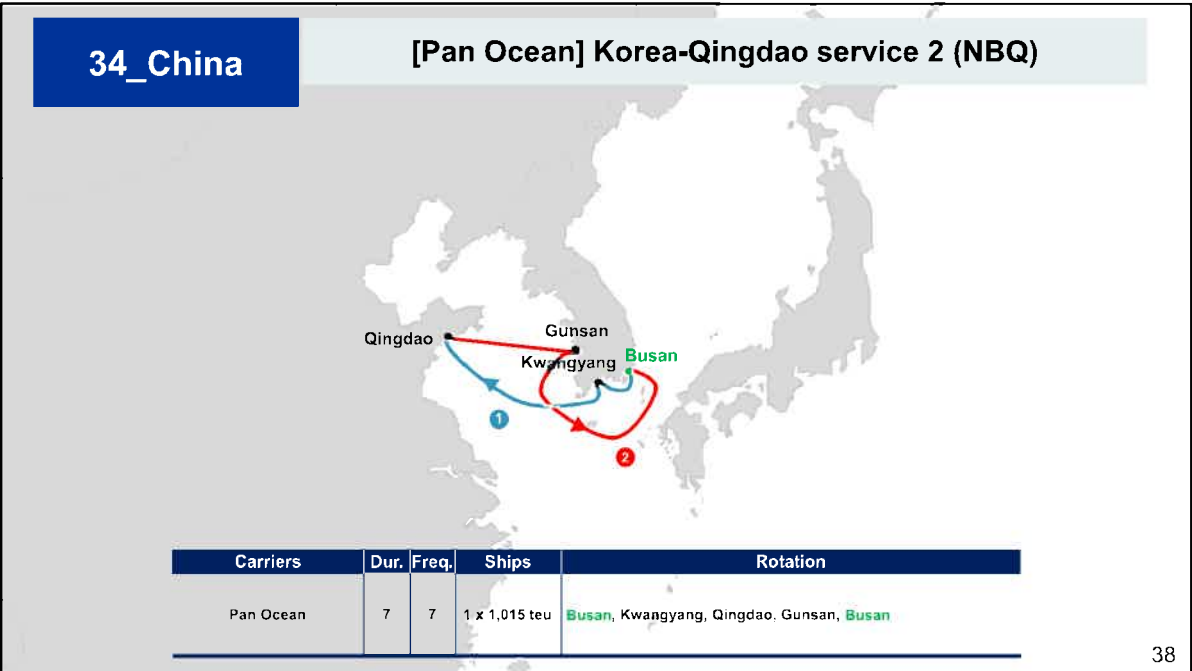 34_China
[Pan Ocean] Korea-Qingdao service 2 (NBQ)
Qingdao
Gunsan
Kwangyang
Busan
1
2
Carriers Dur. Freq. Ships Rotation
Pan Ocean 7 7 1 x 1,015 teu Busan, Kwangyang, Qingdao, Gunsan, Busan
38